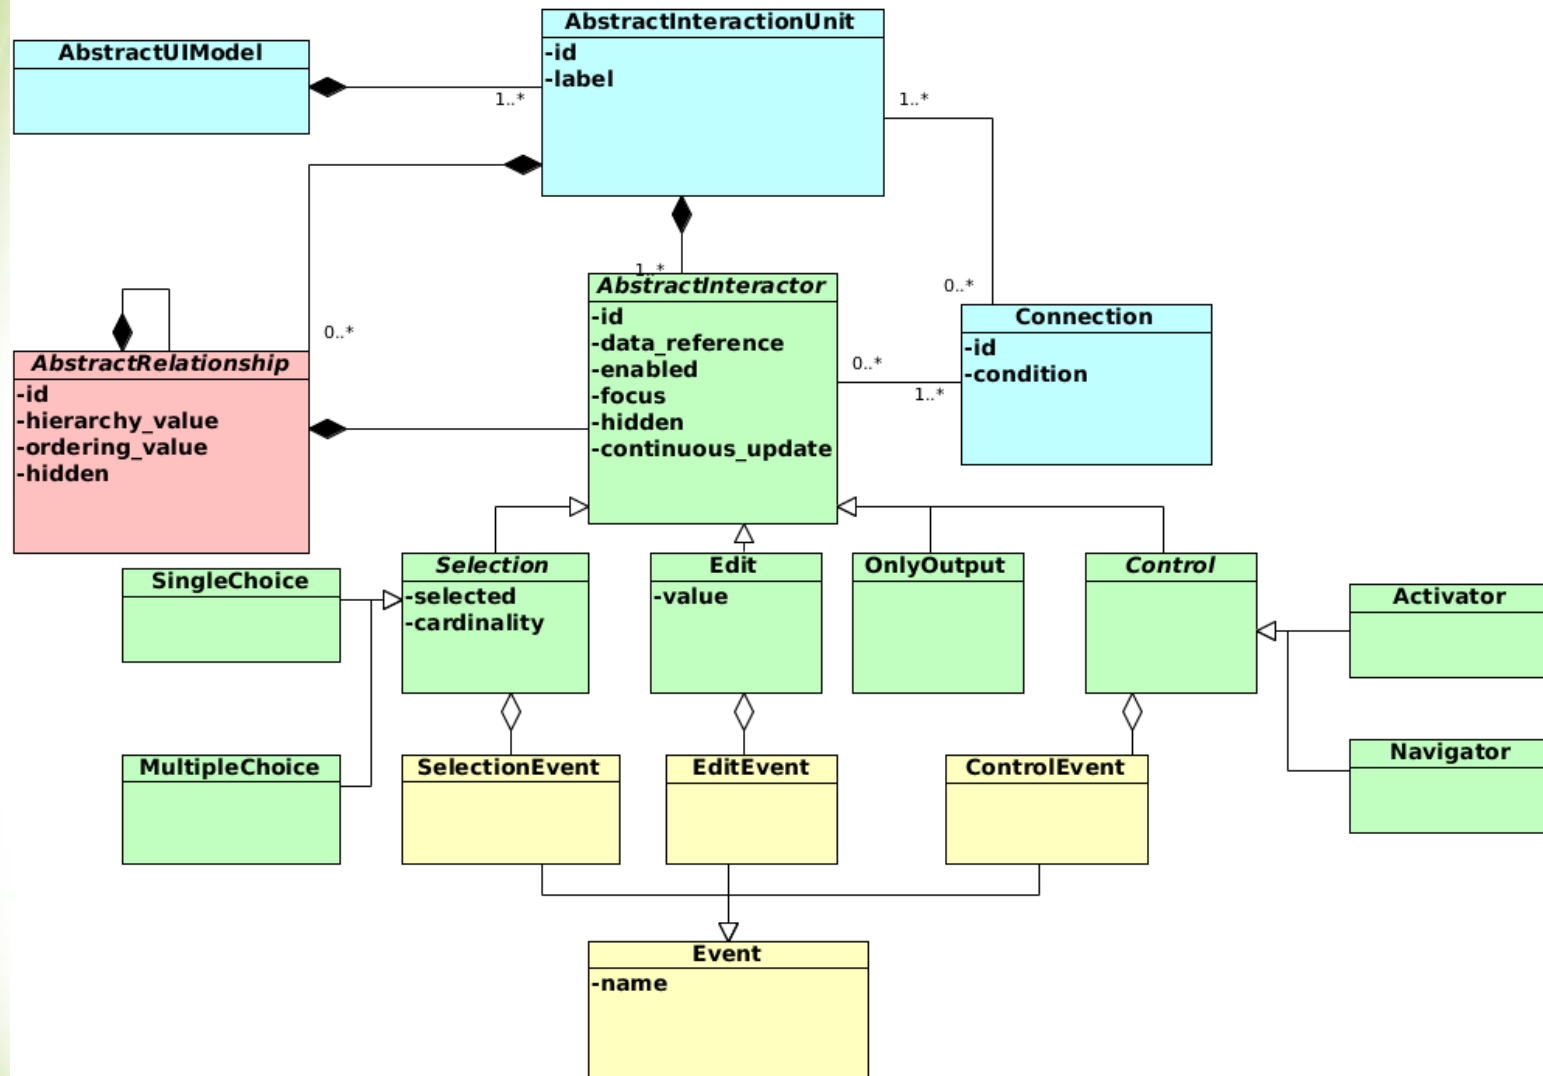 AbstractInteractionUnit
-id
-label
AbstractUIModel
1..*
1..*
1..*
0..*
0..*
AbstractInteractor
-id
-data_reference
-enabled
-focus
-hidden
-continuous_update
Connection
-id
-condition
0..*
1..*
AbstractRelationship
-id
-hierarchy_value
-ordering_value
-hidden
SingleChoice
Selection
-selected
-cardinality
Edit
-value
OnlyOutput
Control
Activator
MultipleChoice
SelectionEvent
EditEvent
ControlEvent
Navigator
Event
-name